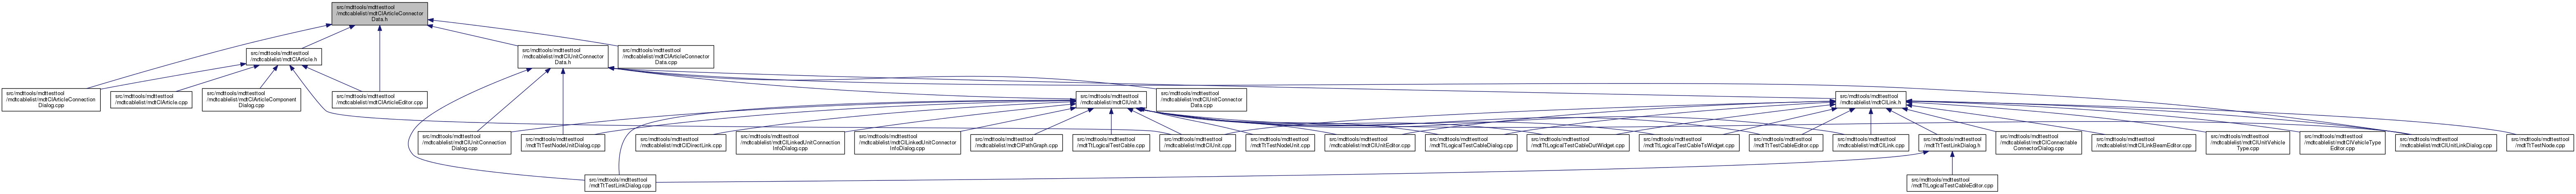 src/mdttools/mdttesttool
/mdtcablelist/mdtClArticleConnector
Data.h
src/mdttools/mdttesttool
/mdtcablelist/mdtClArticle.h
src/mdttools/mdttesttool
/mdtcablelist/mdtClUnitConnector
Data.h
src/mdttools/mdttesttool
/mdtcablelist/mdtClArticleConnector
Data.cpp
src/mdttools/mdttesttool
/mdtcablelist/mdtClArticleConnection
Dialog.cpp
src/mdttools/mdttesttool
/mdtcablelist/mdtClArticle.cpp
src/mdttools/mdttesttool
/mdtcablelist/mdtClArticleComponent
Dialog.cpp
src/mdttools/mdttesttool
/mdtcablelist/mdtClArticleEditor.cpp
src/mdttools/mdttesttool
/mdtcablelist/mdtClUnit.h
src/mdttools/mdttesttool
/mdtcablelist/mdtClUnitConnector
Data.cpp
src/mdttools/mdttesttool
/mdtcablelist/mdtClLink.h
src/mdttools/mdttesttool
/mdtcablelist/mdtClUnitConnection
Dialog.cpp
src/mdttools/mdttesttool
/mdtTtTestNodeUnitDialog.cpp
src/mdttools/mdttesttool
/mdtcablelist/mdtClDirectLink.cpp
src/mdttools/mdttesttool
/mdtcablelist/mdtClLinkedUnitConnection
InfoDialog.cpp
src/mdttools/mdttesttool
/mdtcablelist/mdtClLinkedUnitConnector
InfoDialog.cpp
src/mdttools/mdttesttool
/mdtcablelist/mdtClPathGraph.cpp
src/mdttools/mdttesttool
/mdtTtLogicalTestCable.cpp
src/mdttools/mdttesttool
/mdtcablelist/mdtClUnit.cpp
src/mdttools/mdttesttool
/mdtTtTestNodeUnit.cpp
src/mdttools/mdttesttool
/mdtcablelist/mdtClUnitEditor.cpp
src/mdttools/mdttesttool
/mdtTtLogicalTestCableDialog.cpp
src/mdttools/mdttesttool
/mdtTtLogicalTestCableDutWidget.cpp
src/mdttools/mdttesttool
/mdtTtLogicalTestCableTsWidget.cpp
src/mdttools/mdttesttool
/mdtTtTestCableEditor.cpp
src/mdttools/mdttesttool
/mdtcablelist/mdtClLink.cpp
src/mdttools/mdttesttool
/mdtTtTestLinkDialog.h
src/mdttools/mdttesttool
/mdtcablelist/mdtClConnectable
ConnectorDialog.cpp
src/mdttools/mdttesttool
/mdtcablelist/mdtClLinkBeamEditor.cpp
src/mdttools/mdttesttool
/mdtcablelist/mdtClUnitVehicle
Type.cpp
src/mdttools/mdttesttool
/mdtcablelist/mdtClVehicleType
Editor.cpp
src/mdttools/mdttesttool
/mdtcablelist/mdtClUnitLinkDialog.cpp
src/mdttools/mdttesttool
/mdtTtTestNode.cpp
src/mdttools/mdttesttool
/mdtTtTestLinkDialog.cpp
src/mdttools/mdttesttool
/mdtTtLogicalTestCableEditor.cpp